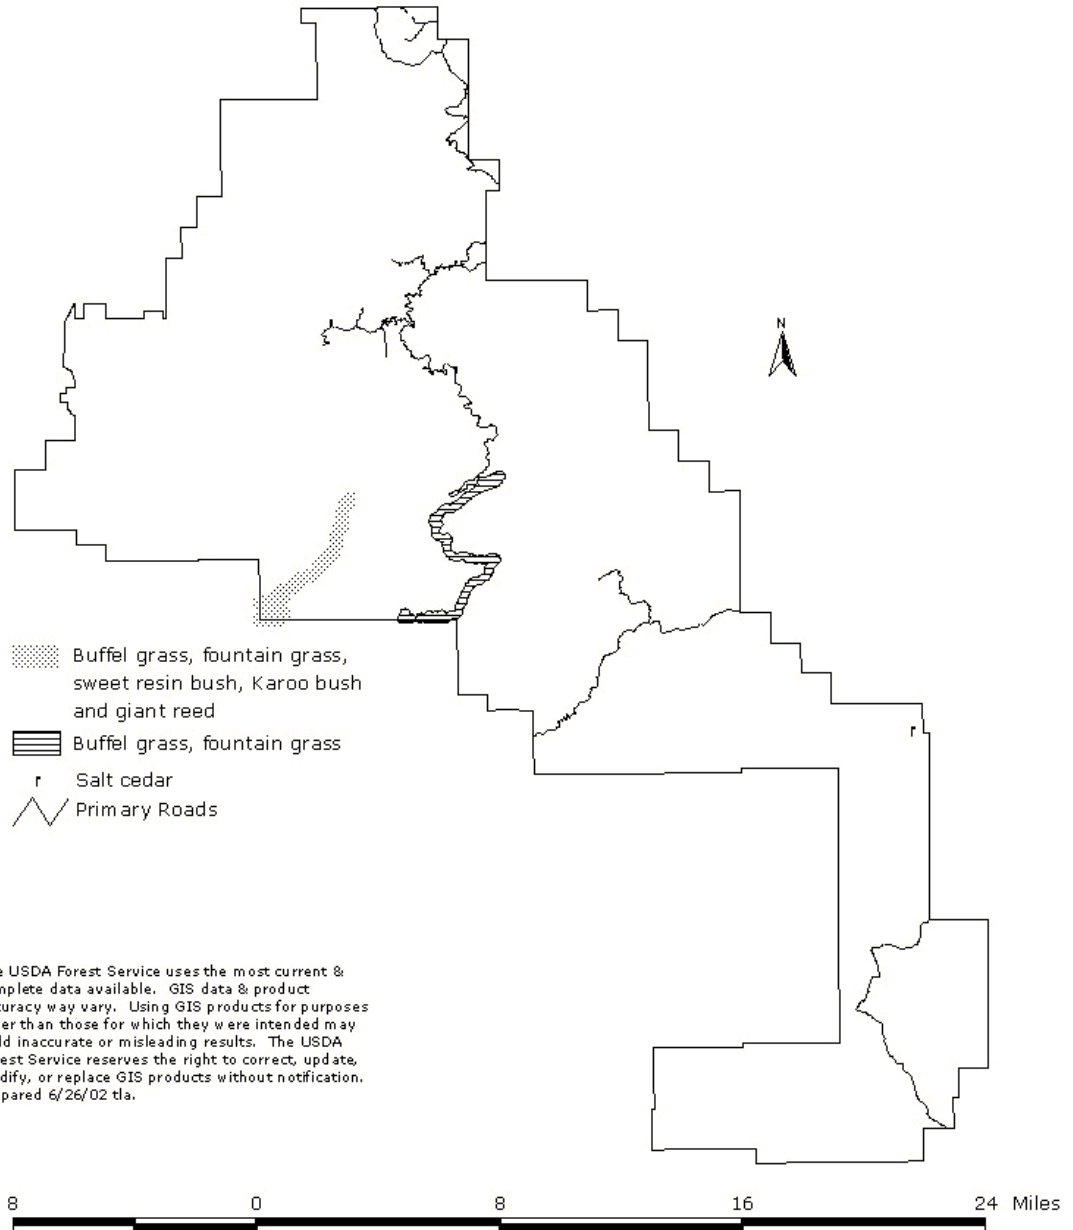 N
Buffel grass, fountain grass,
sweet resin bush, Karoo bush
and giant reed
Buffel grass, fountain grass
Salt cedar
Primary Roads
USDA Forest Service uses the most current &
data available. GIS data & product
way vary. Using GIS products for purposes
than those for which they were intended may
inaccurate or misleading results. The USDA
Service reserves the right to correct, update,
or replace GIS products without notification.
6/26/02 tla.
8 0 8 16 24 Miles